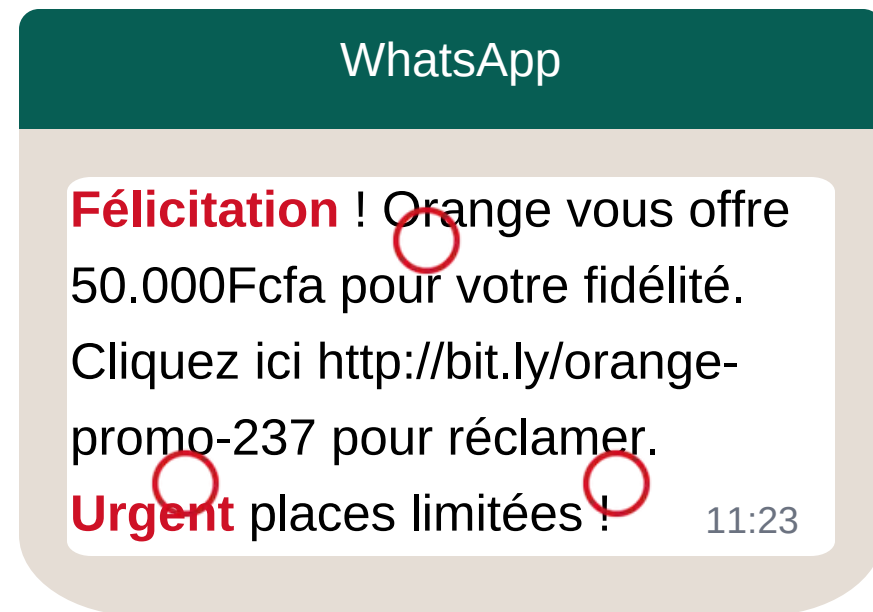 WhatsApp
Félicitation ! Orange vous offre
50.000Fcfa pour votre fidélité.
Cliquez ici http://bit.ly/orange-
promo-237 pour réclamer.
Urgent places limitées !
11:23